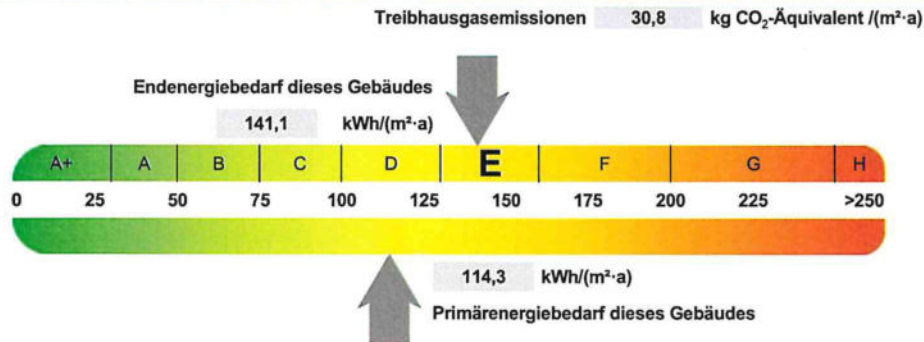 Treibhausgasemissionen 30,8 kg CO₂-Äquivalent /(m²·a)
Endenergiebedarf dieses Gebäudes
141,1 kWh/(m²·a)
A+ A B C D E F G H
0 25 50 75 100 125 150 175 200 225 >250
114,3 kWh/(m²·a)
Primärenergiebedarf dieses Gebäudes